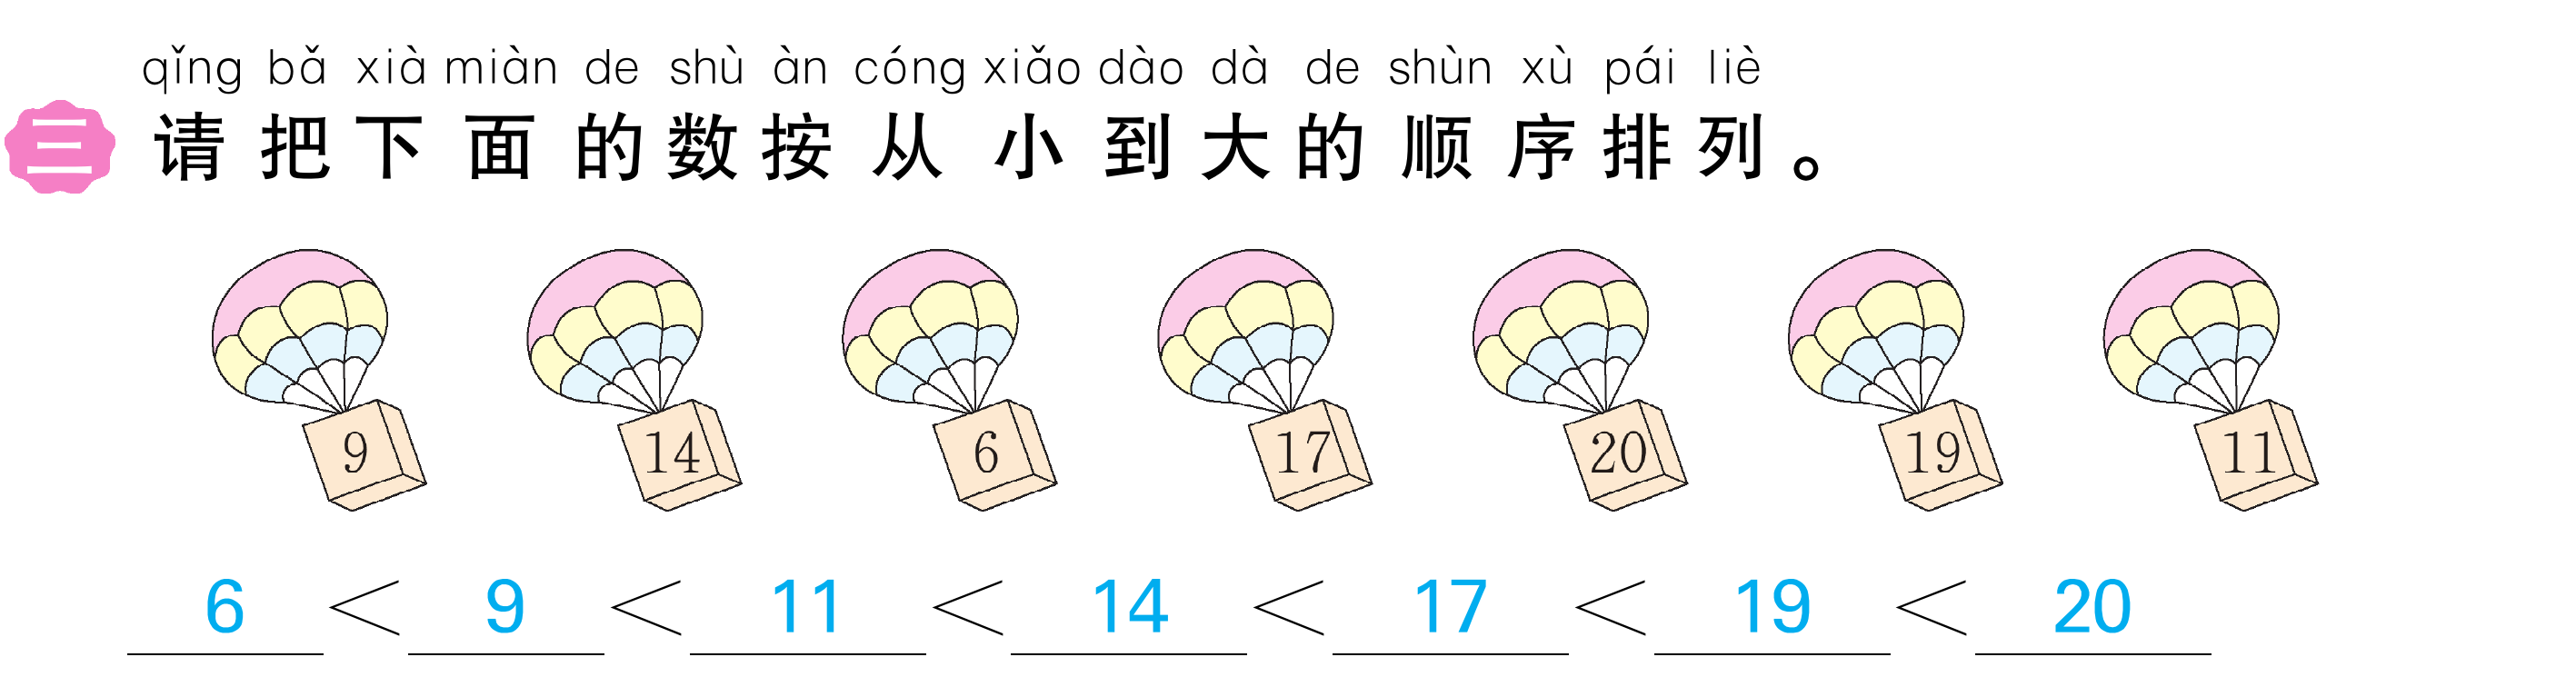 qǐng bǎ xià miàn de shù àn cóng xiǎo dào dà de shùn xù pái liè
三 请把下面的数按从小到大的顺序排列。
9 14 6 17 20 19 11
6 < 9 < 11 < 14 < 17 < 19 < 20